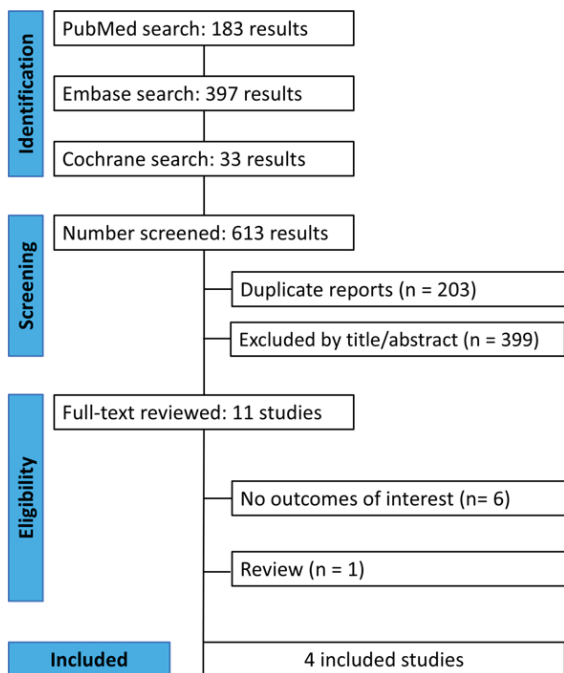 Identification
PubMed search: 183 results
Embase search: 397 results
Cochrane search: 33 results
Screening
Number screened: 613 results
Duplicate reports (n = 203)
Excluded by title/abstract (n = 399)
Eligibility
Full-text reviewed: 11 studies
No outcomes of interest (n= 6)
Review (n = 1)
Included
4 included studies